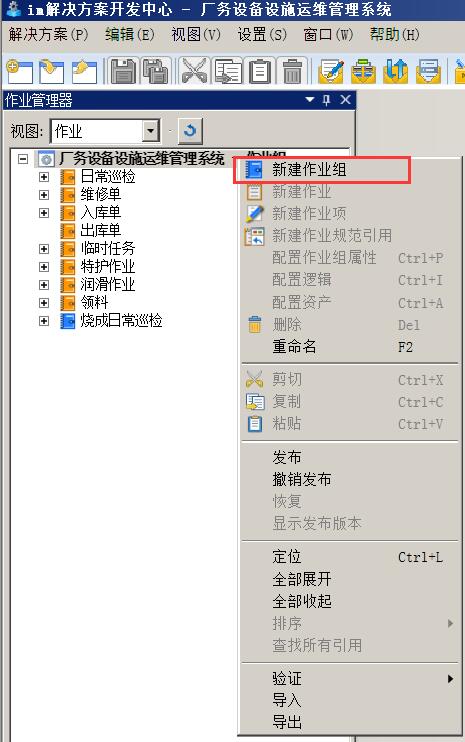 im解决方案开发中心 - 厂务设备设施运维管理系统
解决方案(P) 编辑(E) 视图(V) 设置(S) 窗口(W) 帮助(H)
作业管理器
视图: 作业
厂务设备设施运维管理系统 - 作业组
日常巡检
维修单
入库单
出库单
临时任务
特护作业
润滑作业
领料
烧成日常巡检
新建作业组
新建作业
新建作业项
新建作业规范引用
配置作业组属性 Ctrl+P
配置逻辑 Ctrl+I
配置资产 Ctrl+A
删除 Del
重命名 F2
剪切 Ctrl+X
复制 Ctrl+C
粘贴 Ctrl+V
发布
撤销发布
恢复
显示发布版本
定位 Ctrl+L
全部展开
全部收起
排序
查找所有引用
验证
导入
导出